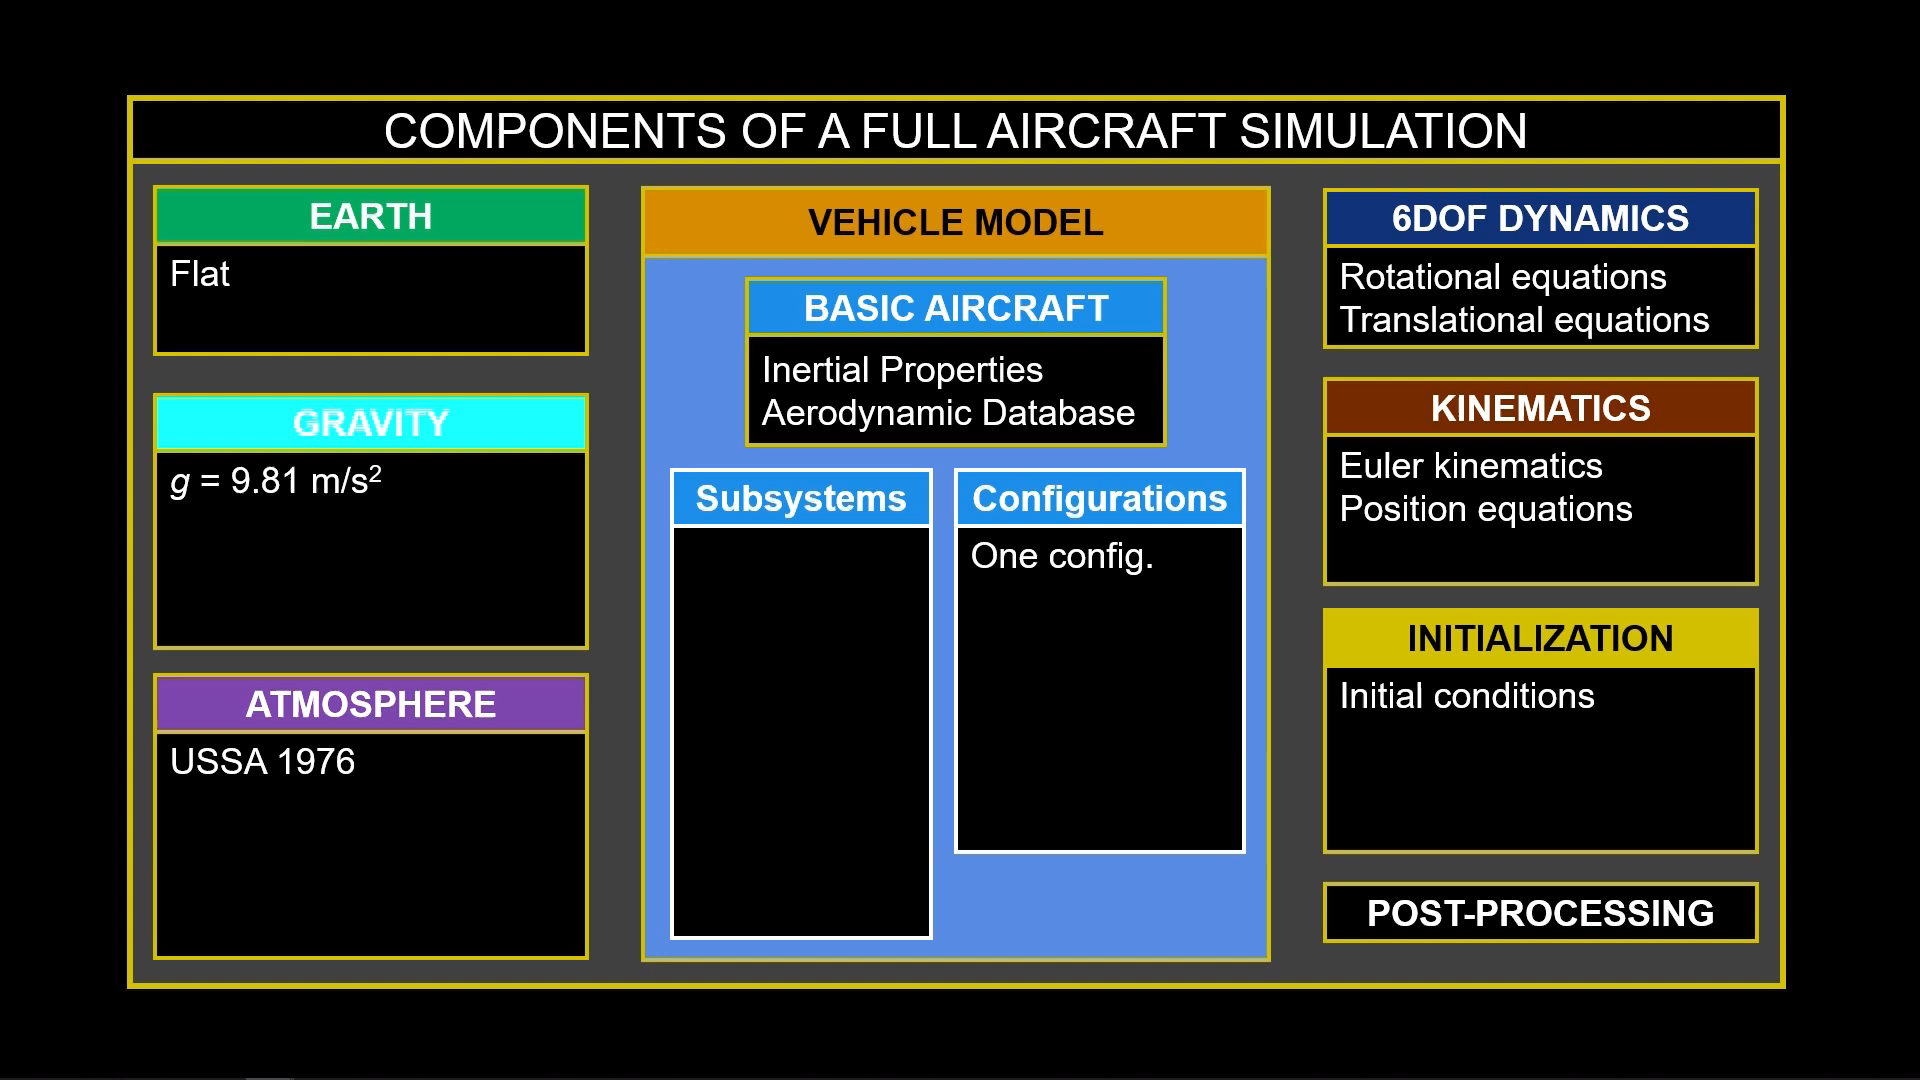 COMPONENTS OF A FULL AIRCRAFT SIMULATION
EARTH
Flat
GRAVITY
g = 9.81 m/s²
ATMOSPHERE
USSA 1976
VEHICLE MODEL
BASIC AIRCRAFT
Inertial Properties
Aerodynamic Database
Subsystems
Configurations
One config.
6DOF DYNAMICS
Rotational equations
Translational equations
KINEMATICS
Euler kinematics
Position equations
INITIALIZATION
Initial conditions
POST-PROCESSING